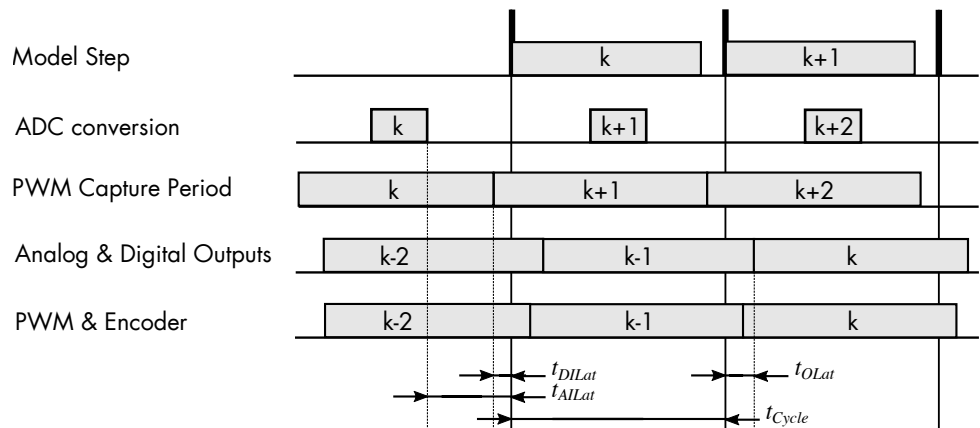 Model Step
k
k+1
ADC conversion
k
k+1
k+2
PWM Capture Period
k
k+1
k+2
Analog & Digital Outputs
k-2
k-1
k
PWM & Encoder
k-2
k-1
k
tDILat
tOLat
tAILat
tCycle